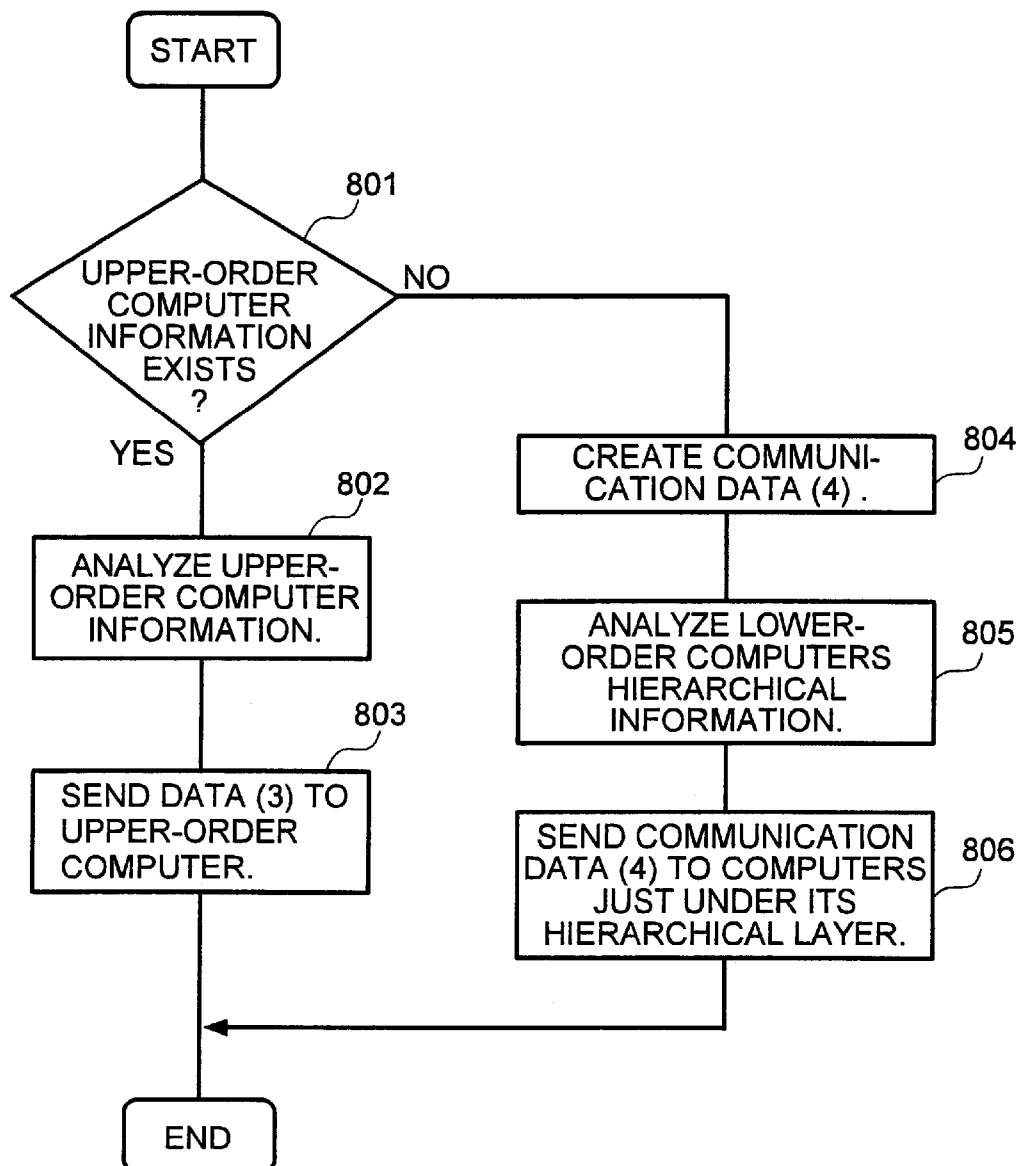 START
801
UPPER-ORDER
COMPUTER
INFORMATION
EXISTS
?
NO
YES
802
ANALYZE UPPER-
ORDER COMPUTER
INFORMATION.
803
SEND DATA (3) TO
UPPER-ORDER
COMPUTER.
804
CREATE COMMUNI-
CATION DATA (4) .
805
ANALYZE LOWER-
ORDER COMPUTERS
HIERARCHICAL
INFORMATION.
806
SEND COMMUNICATION
DATA (4) TO COMPUTERS
JUST UNDER ITS
HIERARCHICAL LAYER.
END